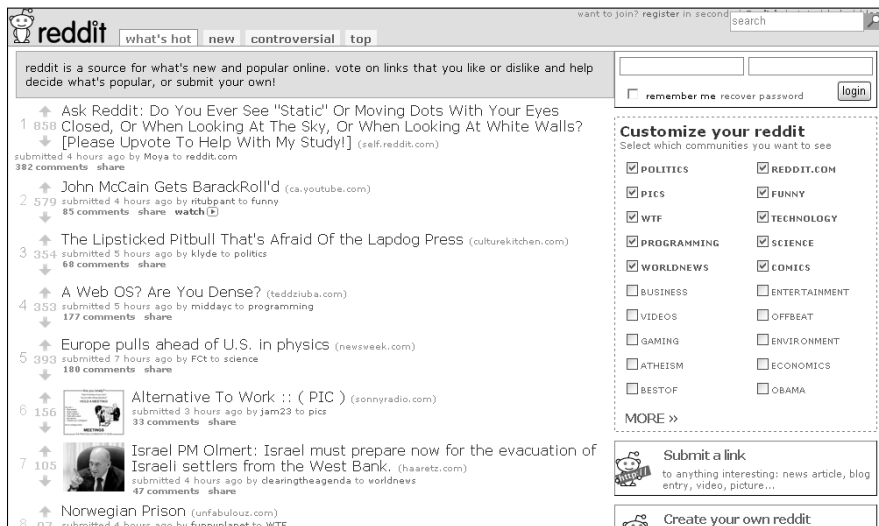 want to join? register in second
search
reddit
what's hot new controversial top
reddit is a source for what's new and popular online. vote on links that you like or dislike and help
decide what's popular, or submit your own!
remember me recover password login
1 858 Ask Reddit: Do You Ever See "Static" Or Moving Dots With Your Eyes
Closed, Or When Looking At The Sky, Or When Looking At White Walls?
[Please Upvote To Help With My Study!] (self.reddit.com)
submitted 4 hours ago by Moya to reddit.com
382 comments share
2 579 John McCain Gets BarackRoll'd (ca.youtube.com)
submitted 4 hours ago by ritubpant to funny
85 comments share watch
3 354 The Lipsticked Pitbull That's Afraid Of the Lapdog Press (culturekitchen.com)
submitted 5 hours ago by klyde to politics
68 comments share
4 353 A Web OS? Are You Dense? (teddziuba.com)
submitted 5 hours ago by middayc to programming
177 comments share
5 393 Europe pulls ahead of U.S. in physics (newsweek.com)
submitted 7 hours ago by FCt to science
180 comments share
6 156 Alternative To Work :: ( PIC ) (sonnyradio.com)
submitted 3 hours ago by jam23 to pics
33 comments share
MEETINGS
7 105 Israel PM Olmert: Israel must prepare now for the evacuation of
Israeli settlers from the West Bank. (haaretz.com)
submitted 4 hours ago by clearingtheagenda to worldnews
47 comments share
8 97 Norwegian Prison (unfabulouz.com)
submitted 4 hours ago by funnyplanet to WTF
Customize your reddit
Select which communities you want to see
POLITICS REDDIT.COM
PICS FUNNY
WTF TECHNOLOGY
PROGRAMMING SCIENCE
WORLDNEWS COMICS
BUSINESS ENTERTAINMENT
VIDEOS OFFBEAT
GAMING ENVIRONMENT
ATHEISM ECONOMICS
BESTOF OBAMA
MORE »
http://
Submit a link
to anything interesting: news article, blog
entry, video, picture...
Create your own reddit